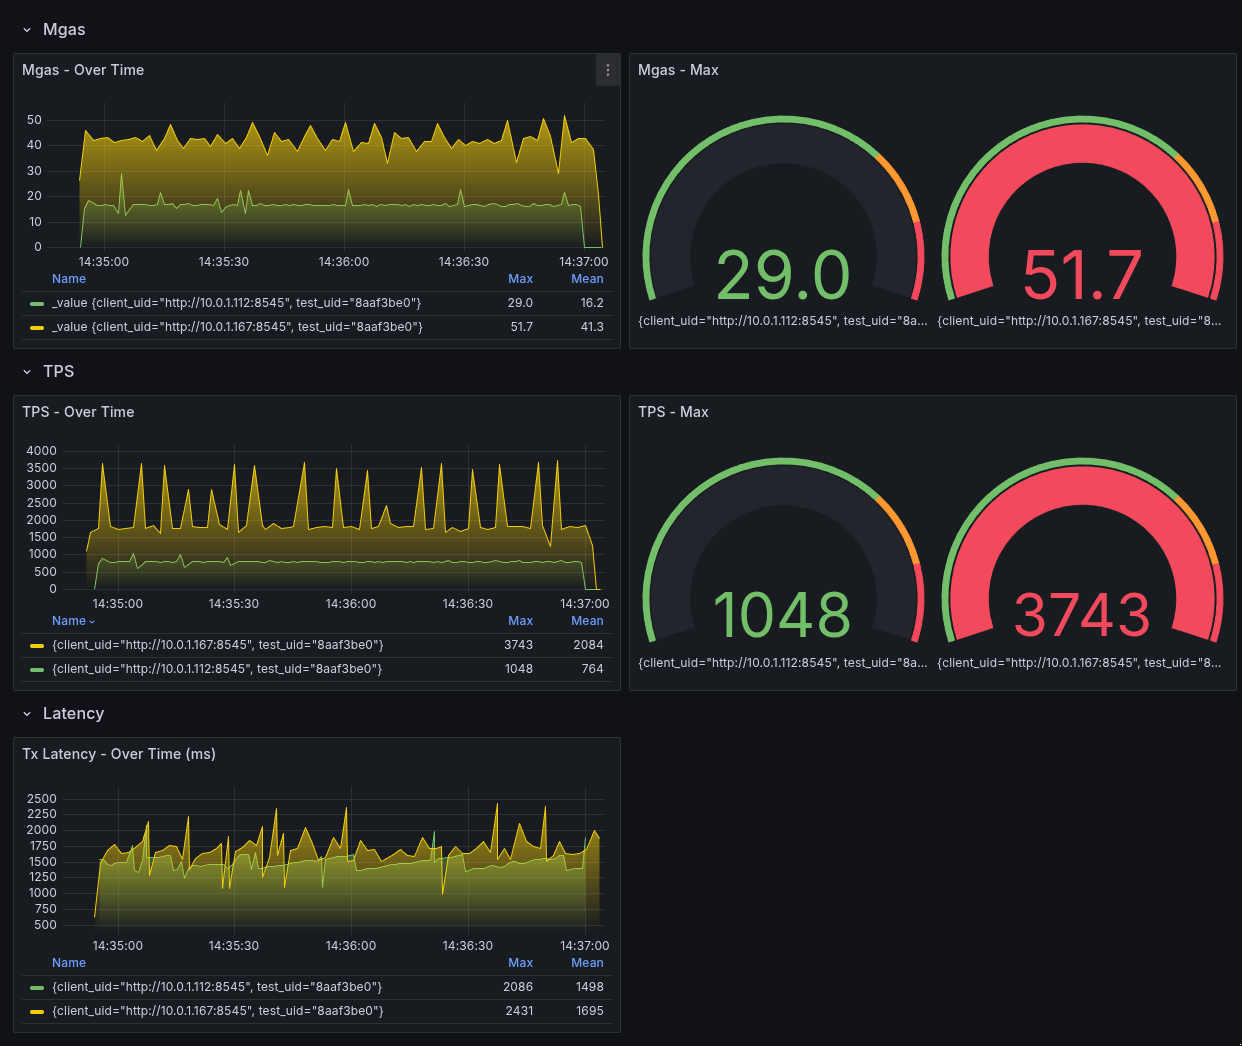 Mgas
Mgas - Over Time
50
40
30
20
10
0
14:35:00 14:35:30 14:36:00 14:36:30 14:37:00
Name Max Mean
_value {client_uid="http://10.0.1.112:8545", test_uid="8aaf3be0"} 29.0 16.2
_value {client_uid="http://10.0.1.167:8545", test_uid="8aaf3be0"} 51.7 41.3
Mgas - Max
29.0 51.7
{client_uid="http://10.0.1.112:8545", test_uid="8a... {client_uid="http://10.0.1.167:8545", test_uid="8...
TPS
TPS - Over Time
4000
3500
3000
2500
2000
1500
1000
500
0
14:35:00 14:35:30 14:36:00 14:36:30 14:37:00
Name Max Mean
{client_uid="http://10.0.1.167:8545", test_uid="8aaf3be0"} 3743 2084
{client_uid="http://10.0.1.112:8545", test_uid="8aaf3be0"} 1048 764
TPS - Max
1048 3743
{client_uid="http://10.0.1.112:8545", test_uid="8a... {client_uid="http://10.0.1.167:8545", test_uid="8...
Latency
Tx Latency - Over Time (ms)
2500
2250
2000
1750
1500
1250
1000
750
500
14:35:00 14:35:30 14:36:00 14:36:30 14:37:00
Name Max Mean
{client_uid="http://10.0.1.112:8545", test_uid="8aaf3be0"} 2086 1498
{client_uid="http://10.0.1.167:8545", test_uid="8aaf3be0"} 2431 1695